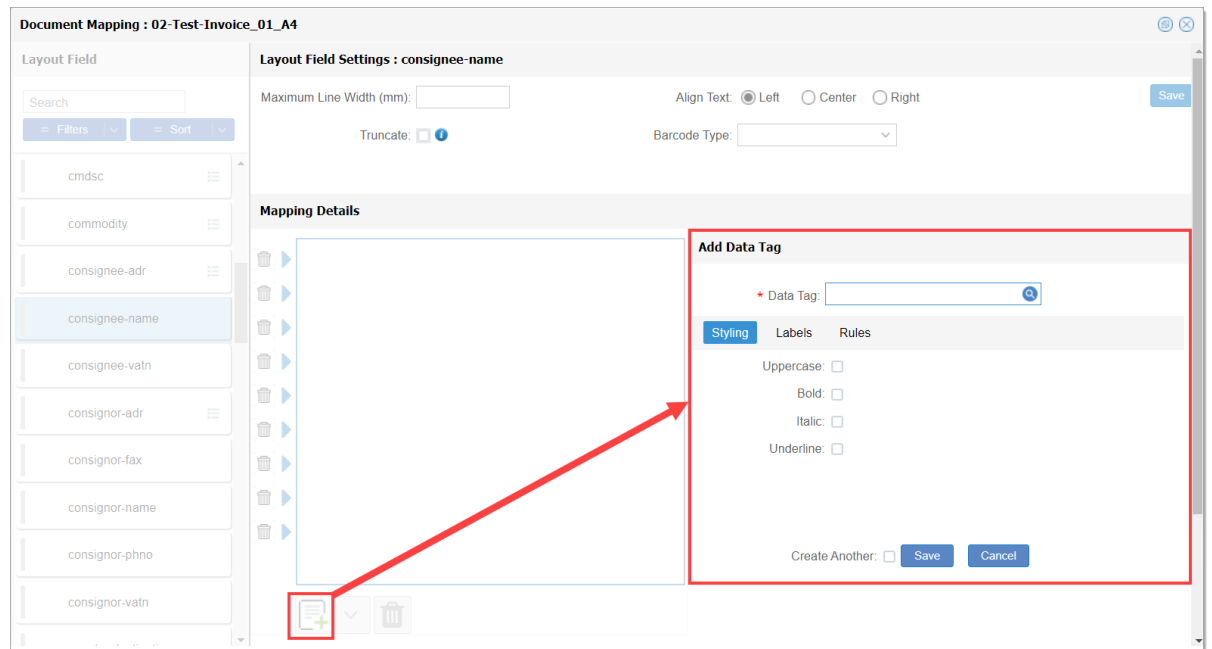 Document Mapping : 02-Test-Invoice_01_A4
Layout Field
Search
Filters
Sort
cmdsc
commodity
consignee-adr
consignee-name
consignee-vatn
consignor-adr
consignor-fax
consignor-name
consignor-phno
consignor-vatn
Layout Field Settings : consignee-name
Maximum Line Width (mm):
Align Text: Left Center Right
Save
Truncate:
Barcode Type:
Mapping Details
Add Data Tag
* Data Tag:
Styling Labels Rules
Uppercase:
Bold:
Italic:
Underline:
Create Another: Save Cancel